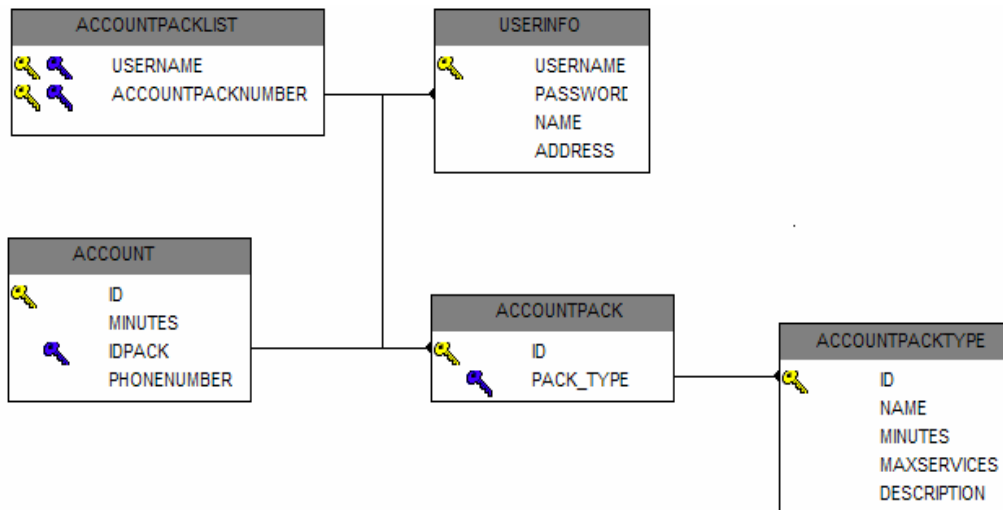 ACCOUNTPACKLIST
USERNAME
ACCOUNTPACKNUMBER
USERINFO
USERNAME
PASSWORD
NAME
ADDRESS
ACCOUNT
ID
MINUTES
IDPACK
PHONENUMBER
ACCOUNTPACK
ID
PACK_TYPE
ACCOUNTPACKTYPE
ID
NAME
MINUTES
MAXSERVICES
DESCRIPTION